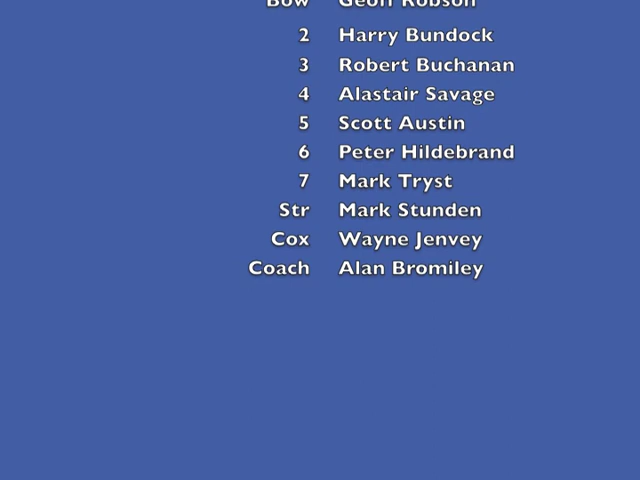 Bow Geoff Robson
2 Harry Bundock
3 Robert Buchanan
4 Alastair Savage
5 Scott Austin
6 Peter Hildebrand
7 Mark Tryst
Str Mark Stunden
Cox Wayne Jenvey
Coach Alan Bromiley